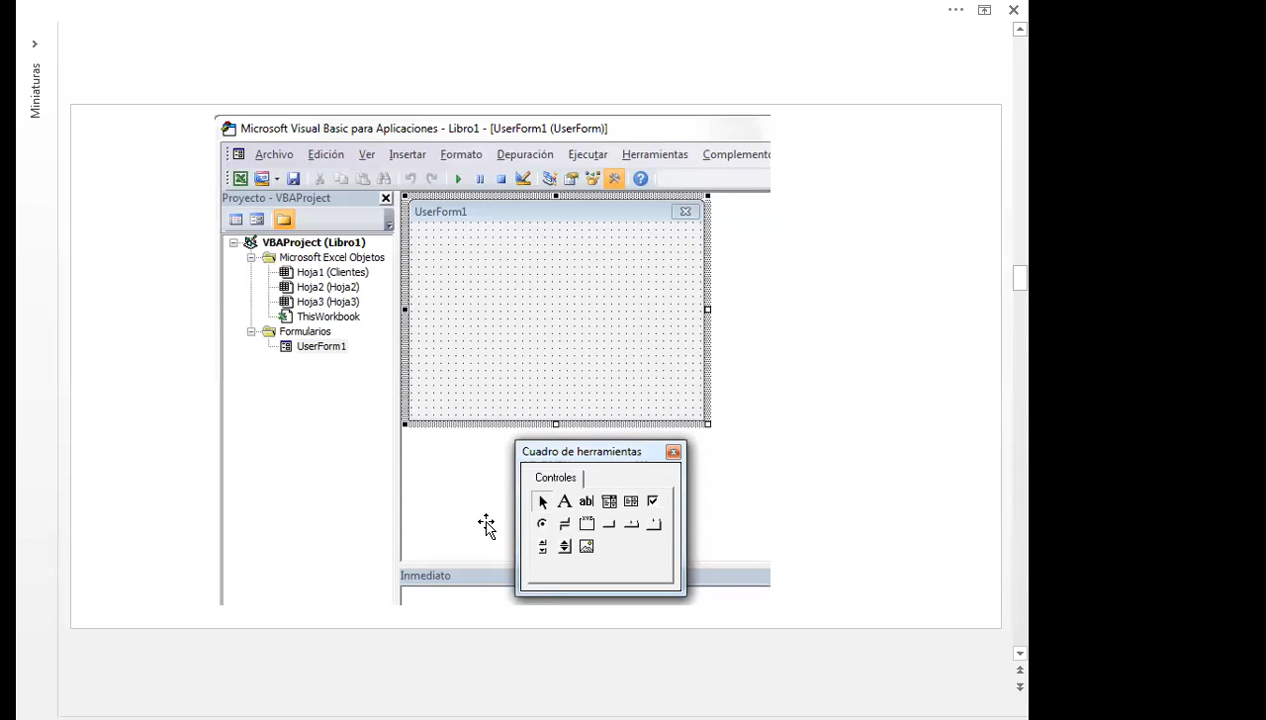 Miniaturas
Microsoft Visual Basic para Aplicaciones - Libro1 - [UserForm1 (UserForm)]
Archivo Edición Ver Insertar Formato Depuración Ejecutar Herramientas Complemento
Proyecto - VBAProject
UserForm1
VBAProject (Libro1)
Microsoft Excel Objetos
Hoja1 (Clientes)
Hoja2 (Hoja2)
Hoja3 (Hoja3)
ThisWorkbook
Formularios
UserForm1
Cuadro de herramientas
Controles
A ab|
Inmediato